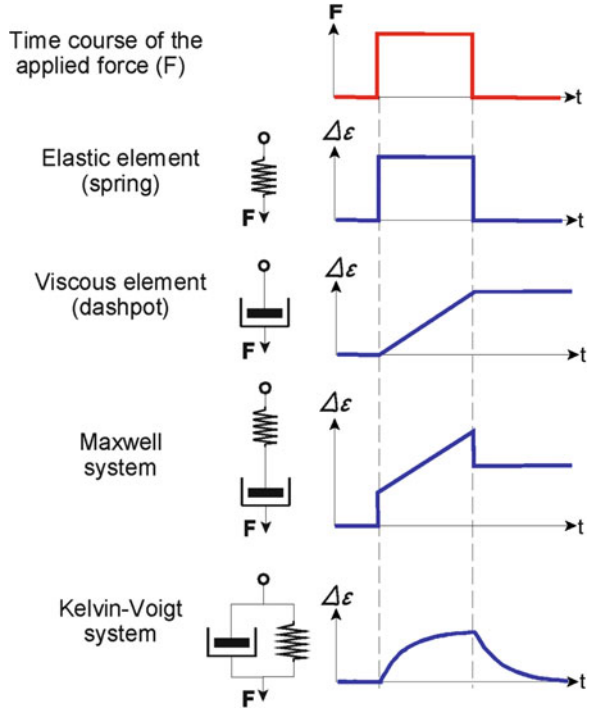 Time course of the
applied force (F)
F
t
Elastic element
(spring)
F
Δε
t
Viscous element
(dashpot)
F
Δε
t
Maxwell
system
F
Δε
t
Kelvin-Voigt
system
F
Δε
t